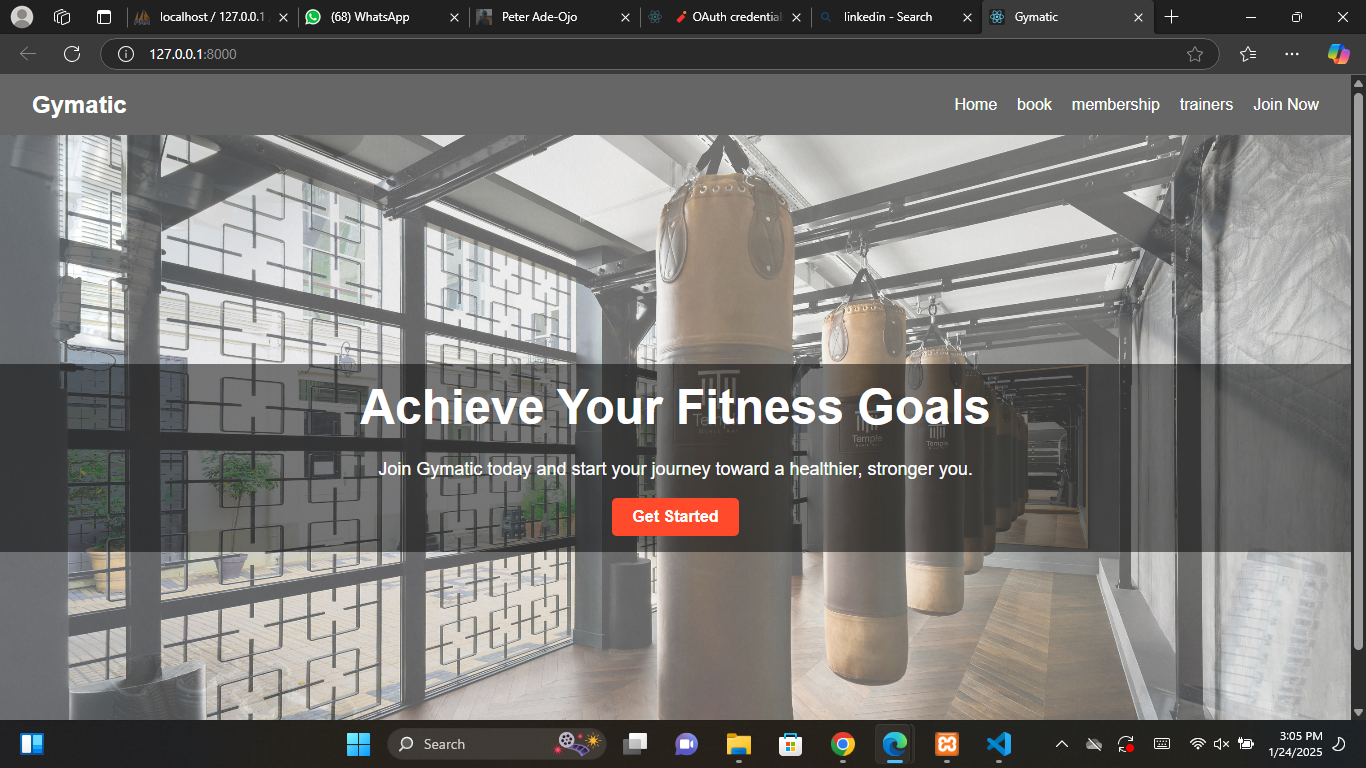 localhost / 127.0.0.1
(68) WhatsApp
Peter Ade-Ojo
OAuth credential
linkedin - Search
Gymatic
127.0.0.1:8000
Gymatic
Home book membership trainers Join Now
Achieve Your Fitness Goals
Join Gymatic today and start your journey toward a healthier, stronger you.
Get Started
Temple
Temple
Temple
Search
3:05 PM
1/24/2025